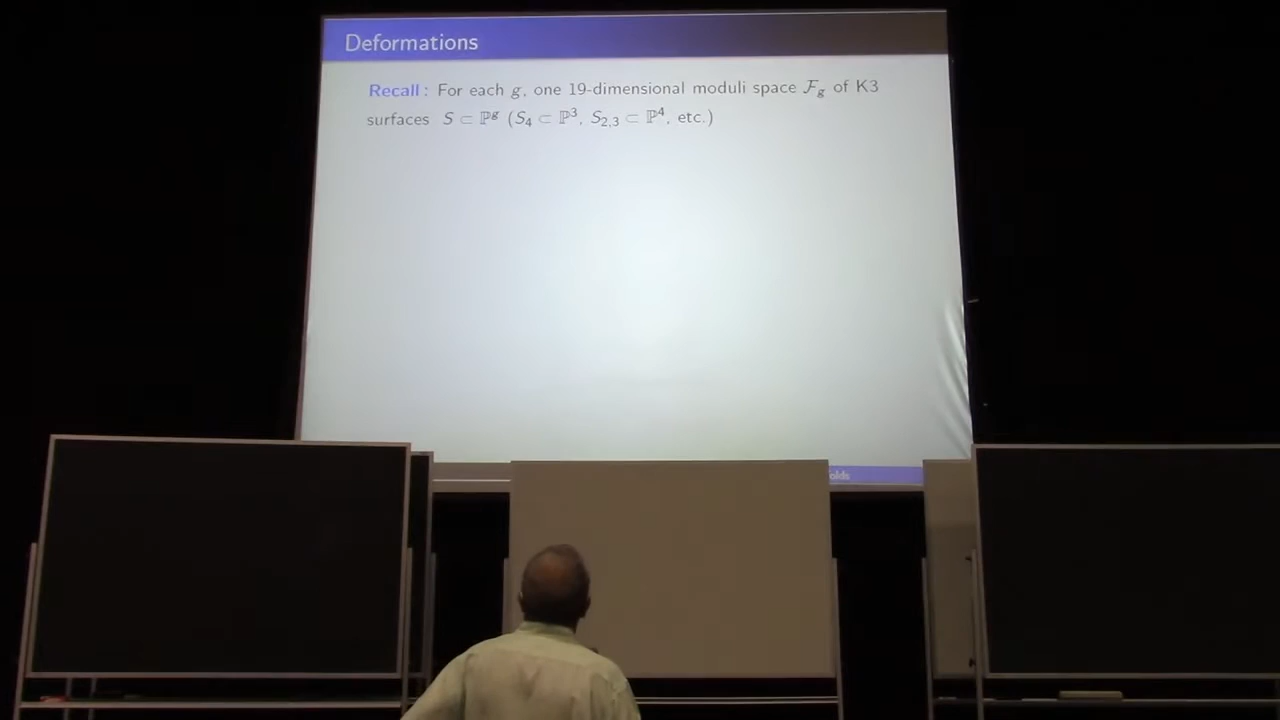 Deformations
Recall : For each g, one 19-dimensional moduli space 𝓕_g of K3
surfaces S ⊂ ℙ^g (S_4 ⊂ ℙ^3, S_{2,3} ⊂ ℙ^4, etc.)
olds